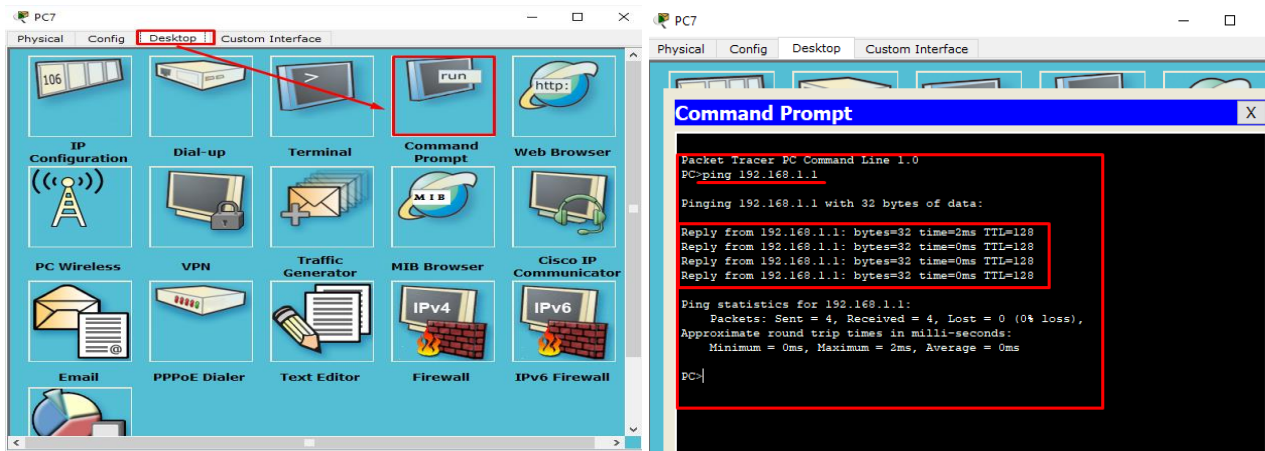 PC7
Physical Config Desktop Custom Interface
106
>
run
http:
IP Configuration
Dial-up
Terminal
Command Prompt
Web Browser
MIB
PC Wireless
VPN
Traffic Generator
MIB Browser
Cisco IP Communicator
IPv4
IPv6
@
Email
PPPoE Dialer
Text Editor
Firewall
IPv6 Firewall
PC7
Physical Config Desktop Custom Interface
Command Prompt X
Packet Tracer PC Command Line 1.0
PC>ping 192.168.1.1
Pinging 192.168.1.1 with 32 bytes of data:
Reply from 192.168.1.1: bytes=32 time=2ms TTL=128
Reply from 192.168.1.1: bytes=32 time=0ms TTL=128
Reply from 192.168.1.1: bytes=32 time=0ms TTL=128
Reply from 192.168.1.1: bytes=32 time=0ms TTL=128
Ping statistics for 192.168.1.1:
Packets: Sent = 4, Received = 4, Lost = 0 (0% loss),
Approximate round trip times in milli-seconds:
Minimum = 0ms, Maximum = 2ms, Average = 0ms
PC>